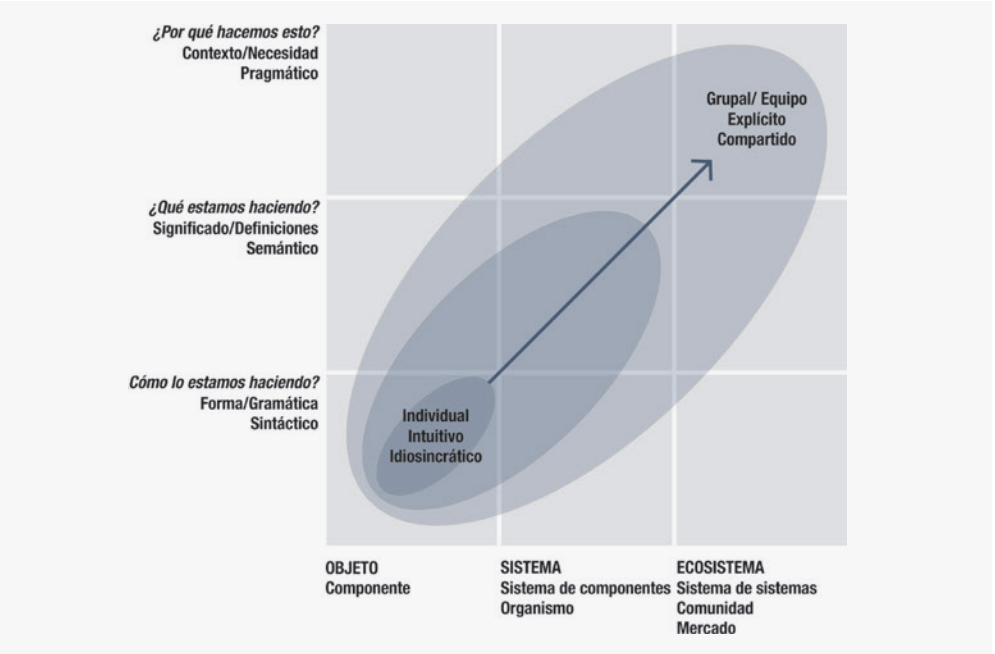 ¿Por qué hacemos esto?
Contexto/Necesidad
Pragmático
Grupal/ Equipo
Explícito
Compartido
¿Qué estamos haciendo?
Significado/Definiciones
Semántico
Cómo lo estamos haciendo?
Forma/Gramática
Sintáctico
Individual
Intuitivo
Idiosincrático
OBJETO
Componente
SISTEMA
Sistema de componentes
Organismo
ECOSISTEMA
Sistema de sistemas
Comunidad
Mercado